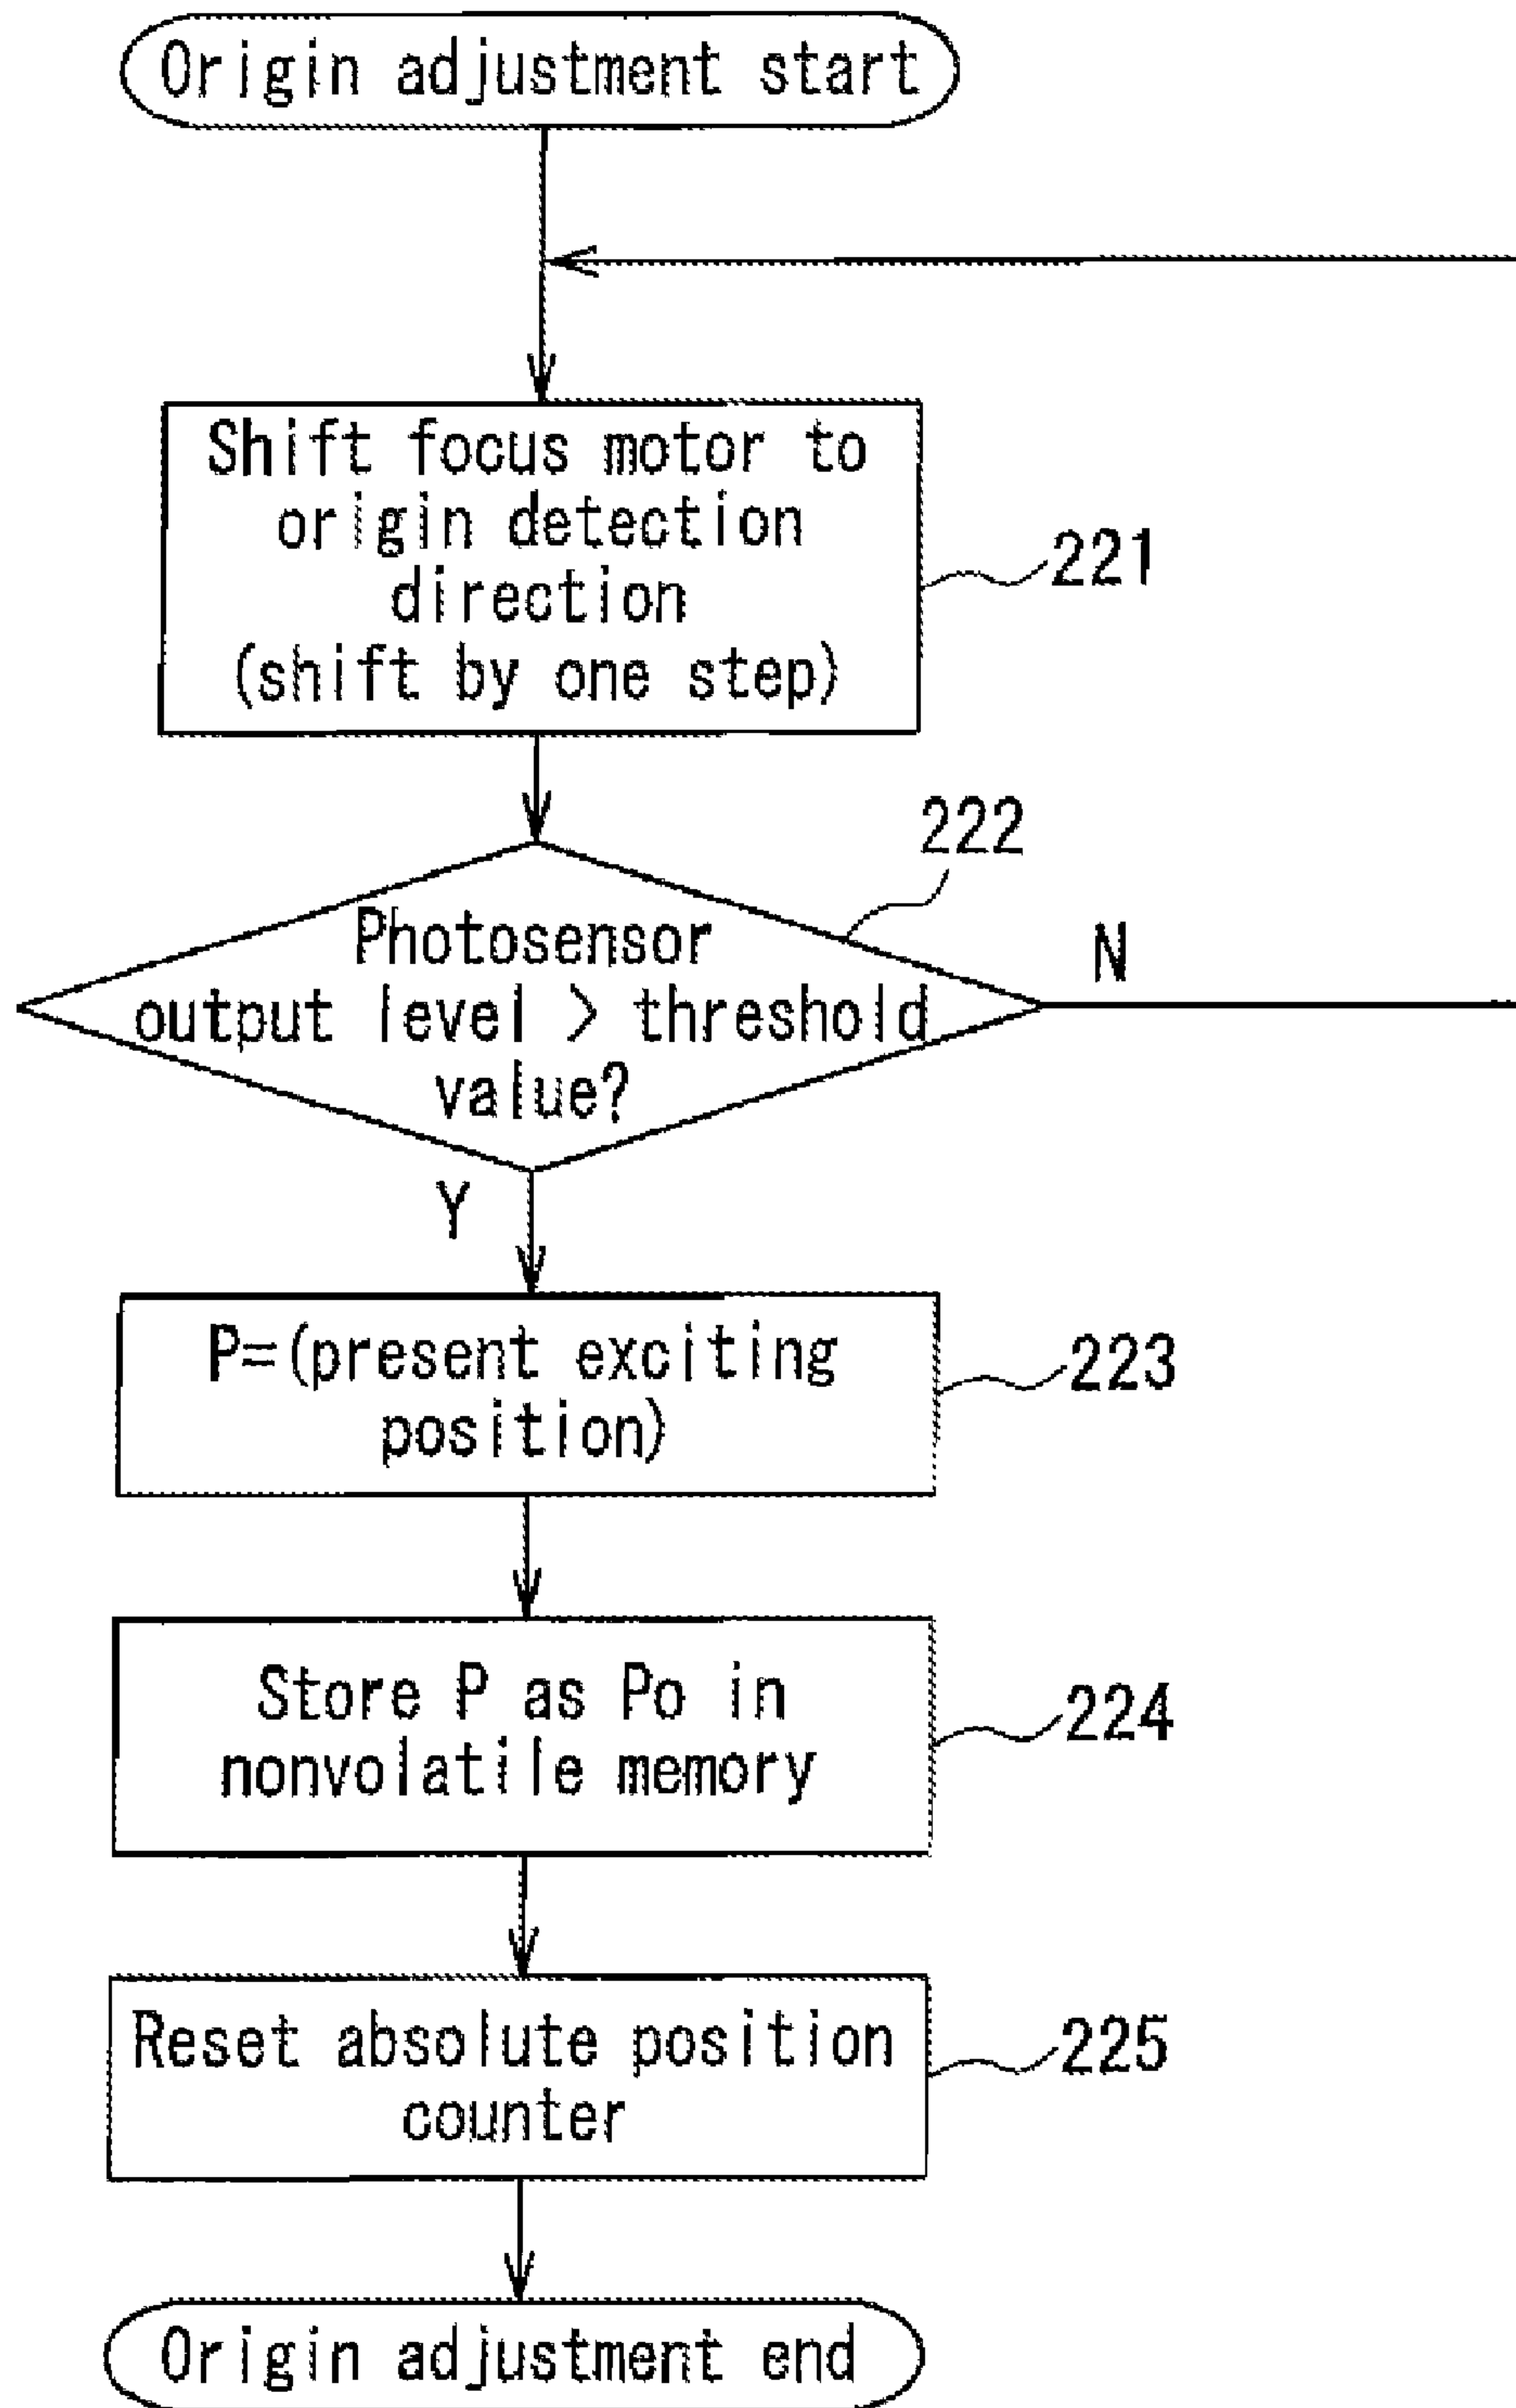 Origin adjustment start
Shift focus motor to
origin detection
direction
(shift by one step)
221
222
Photosensor
output level > threshold
value?
N
Y
P=(present exciting
position)
223
Store P as Po in
nonvolatile memory
224
Reset absolute position
counter
225
Origin adjustment end